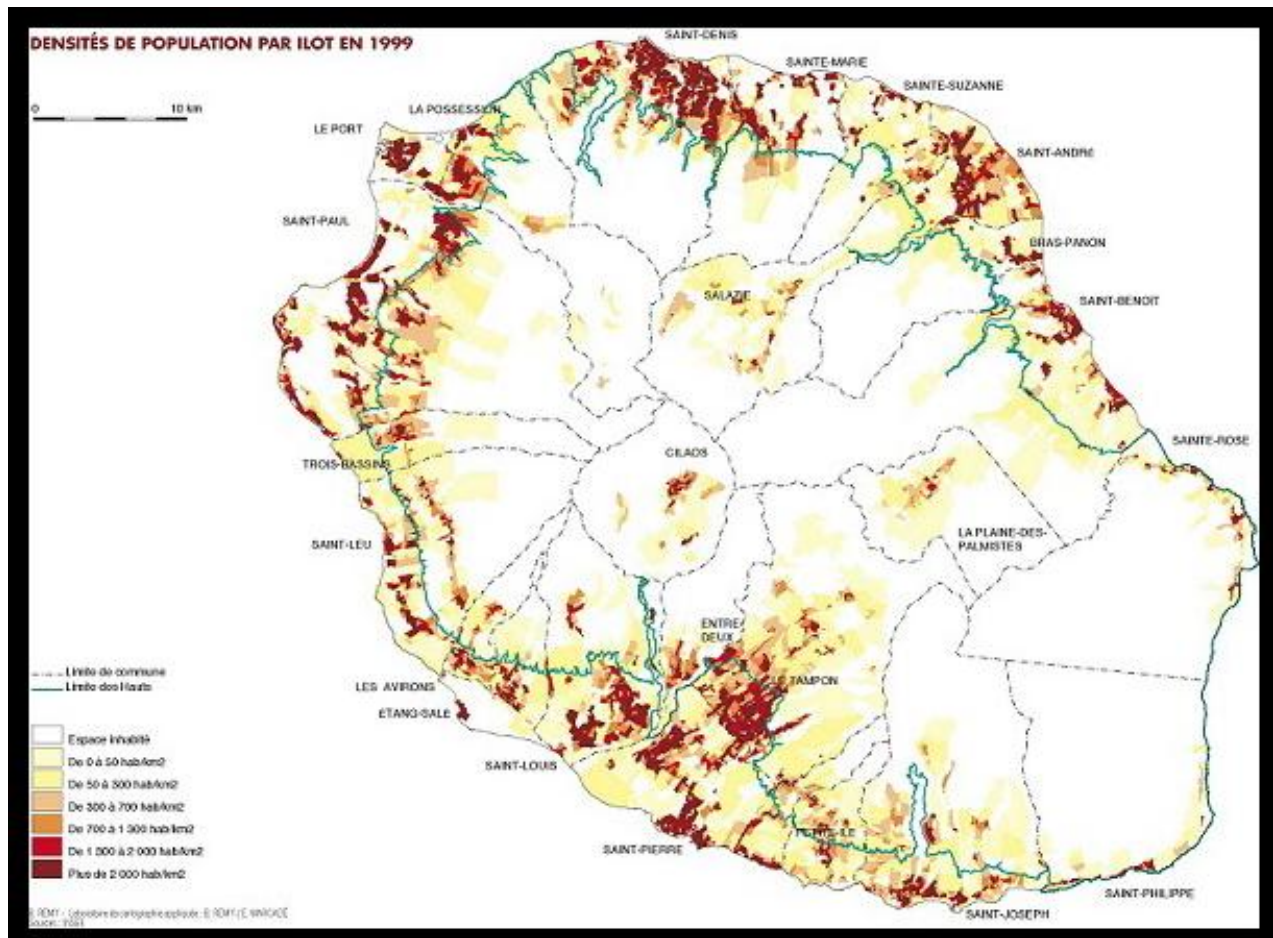 DENSITÉS DE POPULATION PAR ILOT EN 1999
SAINT-DENIS
SAINTE-MARIE
SAINTE-SUZANNE
0 10 km
LA POSSESSION
LE PORT
SAINT-ANDRÉ
SAINT-PAUL
BRAS-PANON
SALAZIE
SAINT-BENOIT
SAINTE-ROSE
CILAOS
TROIS-BASSINS
LA PLAINE-DES-
PALMISTES
SAINT-LEU
ENTRE-
DEUX
Limite de commune
Limite des Hauts
LE TAMPON
LES AVIRONS
ETANG-SALE
Espace inhabité
De 0 à 50 hab/km2
SAINT-LOUIS
De 50 à 300 hab/km2
De 300 à 700 hab/km2
De 700 à 1 300 hab/km2
PETITE-ILE
De 1 300 à 2 000 hab/km2
SAINT-PIERRE
Plus de 2 000 hab/km2
SAINT-PHILIPPE
SAINT-JOSEPH